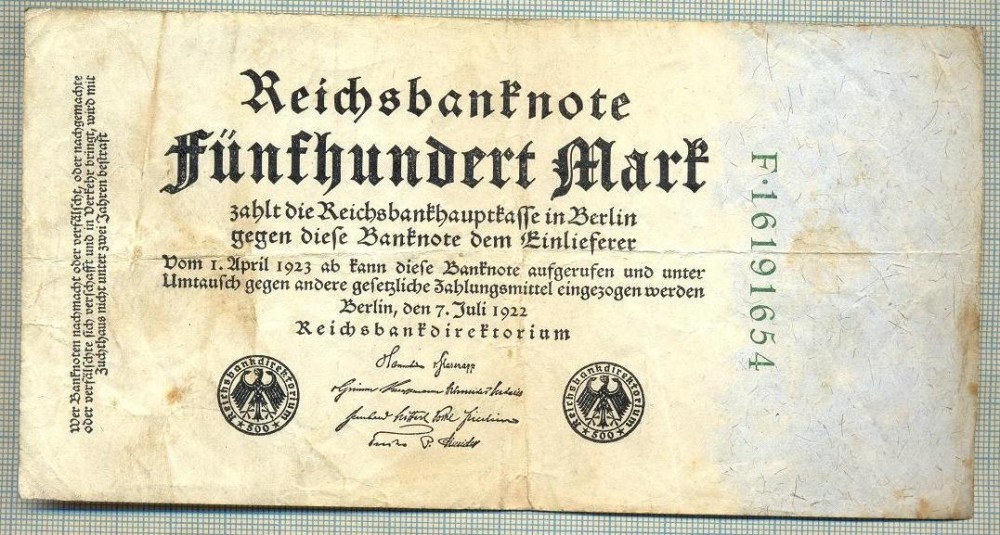 Reichsbanknote
Fünfhundert Mark
zahlt die Reichsbankhauptkasse in Berlin
gegen diese Banknote dem Einlieferer
Vom 1. April 1923 ab kann diese Banknote aufgerufen und unter
Umtausch gegen andere gesetzliche Zahlungsmittel eingezogen werden
Berlin, den 7. Juli 1922
Reichsbankdirektorium
Reichsbankdirektorium
500
Reichsbankdirektorium
500
Wer Banknoten nachmacht oder verfälscht, oder nachgemachte
oder verfälschte sich verschafft und in Verkehr bringt, wird mit
Zuchthaus nicht unter zwei Jahren bestraft
F·16191654